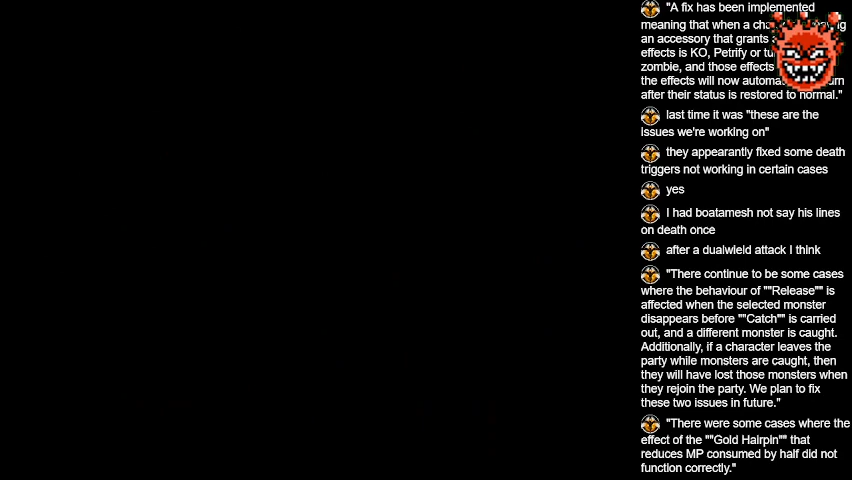 "A fix has been implemented
meaning that when a
an accessory that grants
effects is KO, Petrify or
zombie, and those effects
the effects will now
after their status is restored to normal."
last time it was "these are the
issues we're working on"
they appearantly fixed some death
triggers not working in certain cases
yes
I had boatamesh not say his lines
on death once
after a dualwield attack I think
"There continue to be some cases
where the behaviour of ""Release"" is
affected when the selected monster
disappears before ""Catch"" is carried
out, and a different monster is caught.
Additionally, if a character leaves the
party while monsters are caught, then
they will have lost those monsters when
they rejoin the party. We plan to fix
these two issues in future."
"There were some cases where the
effect of the ""Gold Hairpin"" that
reduces MP consumed by half did not
function correctly."